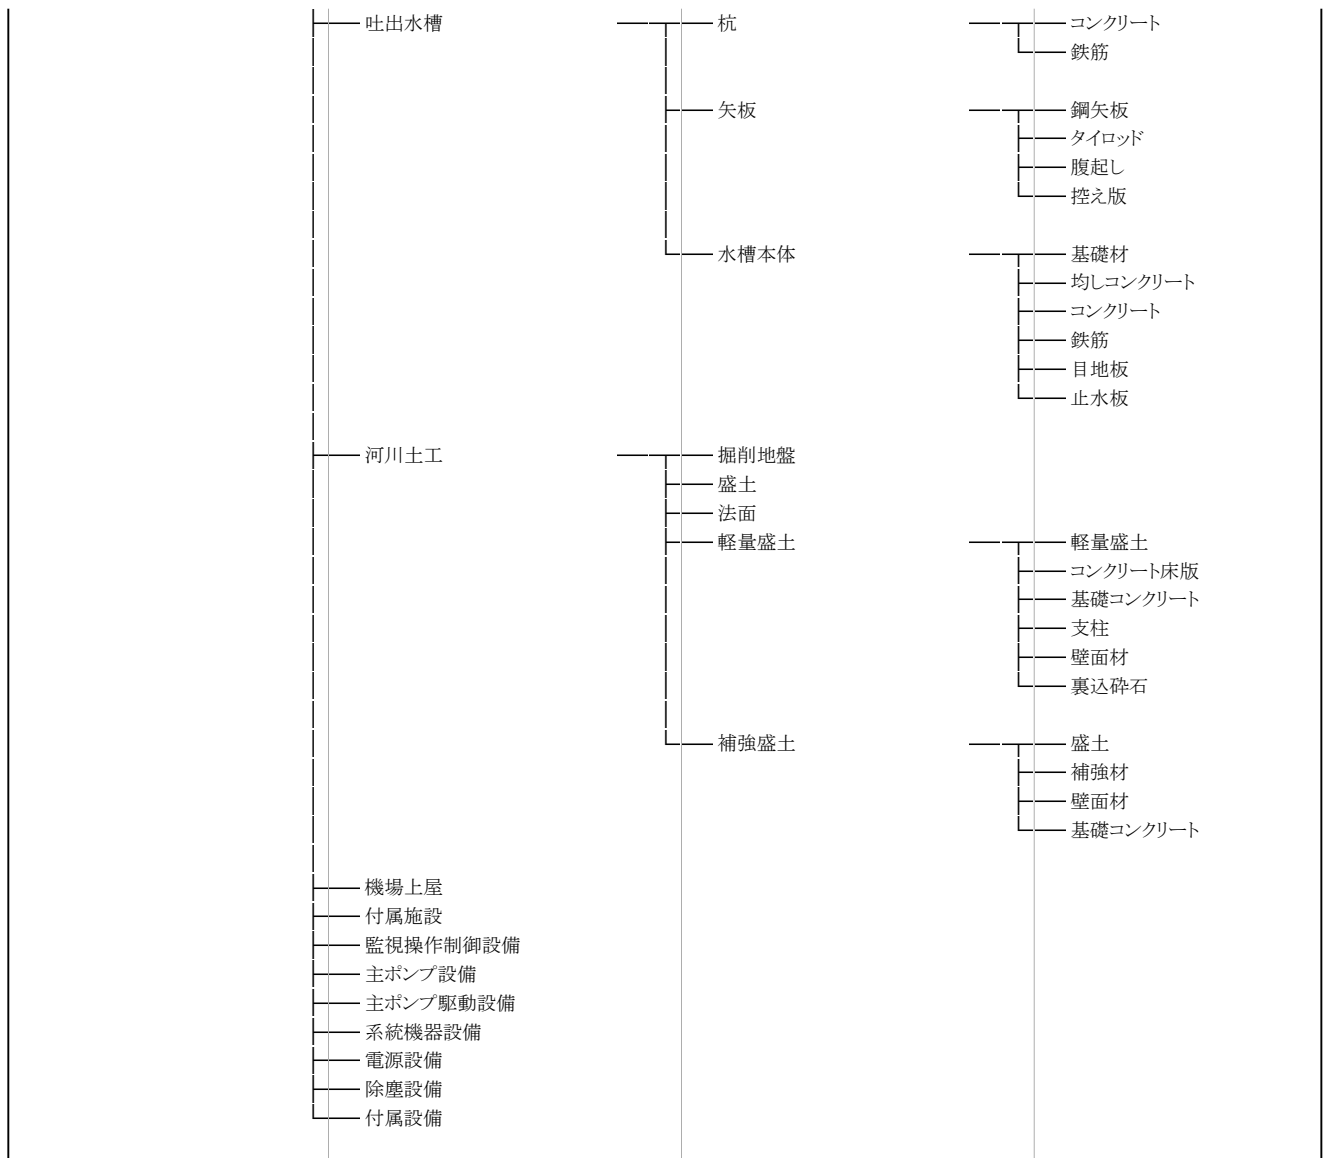 吐出水槽 杭 コンクリート
鉄筋
矢板 鋼矢板
タイロッド
腹起し
控え版
水槽本体 基礎材
均しコンクリート
コンクリート
鉄筋
目地板
止水板
河川土工 掘削地盤
盛土
法面
軽量盛土 軽量盛土
コンクリート床版
基礎コンクリート
支柱
壁面材
裏込砕石
補強盛土 盛土
補強材
壁面材
基礎コンクリート
機場上屋
付属施設
監視操作制御設備
主ポンプ設備
主ポンプ駆動設備
系統機器設備
電源設備
除塵設備
付属設備